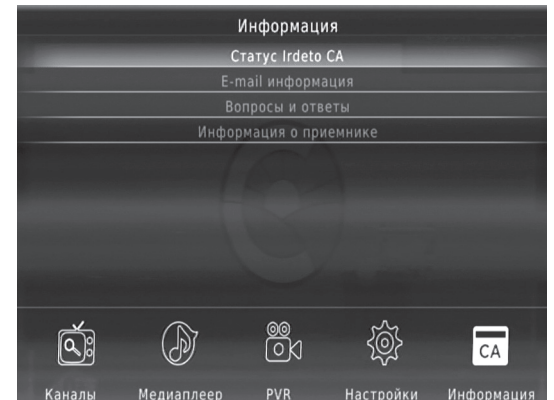 Информация
Статус Irdeto CA
E-mail информация
Вопросы и ответы
Информация о приемнике
CA
Каналы Медиаплеер PVR Настройки Информация